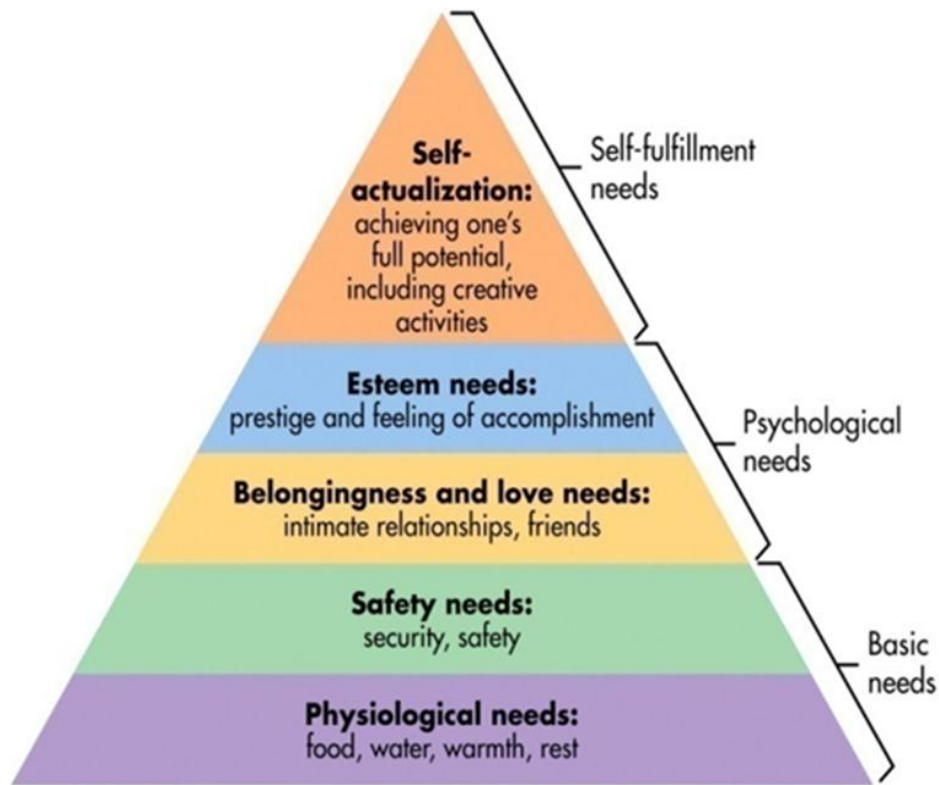 Self-
actualization:
achieving one's
full potential,
including creative
activities
Self-fulfillment
needs
Esteem needs:
prestige and feeling of accomplishment
Psychological
needs
Belongingness and love needs:
intimate relationships, friends
Safety needs:
security, safety
Basic
needs
Physiological needs:
food, water, warmth, rest